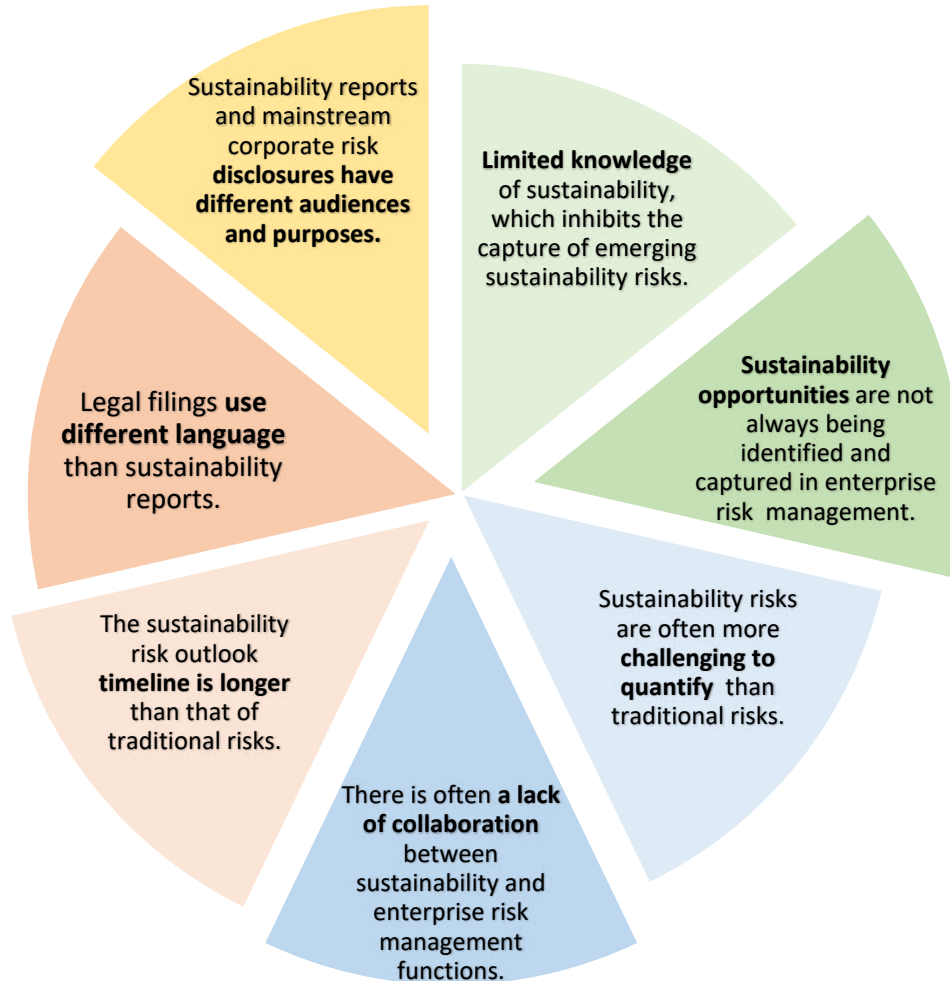 Sustainability reports
and mainstream
corporate risk
disclosures have
different audiences
and purposes.
Limited knowledge
of sustainability,
which inhibits the
capture of emerging
sustainability risks.
Sustainability
opportunities are not
always being
identified and
captured in enterprise
risk management.
Sustainability risks
are often more
challenging to
quantify than
traditional risks.
There is often a lack
of collaboration
between
sustainability and
enterprise risk
management
functions.
The sustainability
risk outlook
timeline is longer
than that of
traditional risks.
Legal filings use
different language
than sustainability
reports.